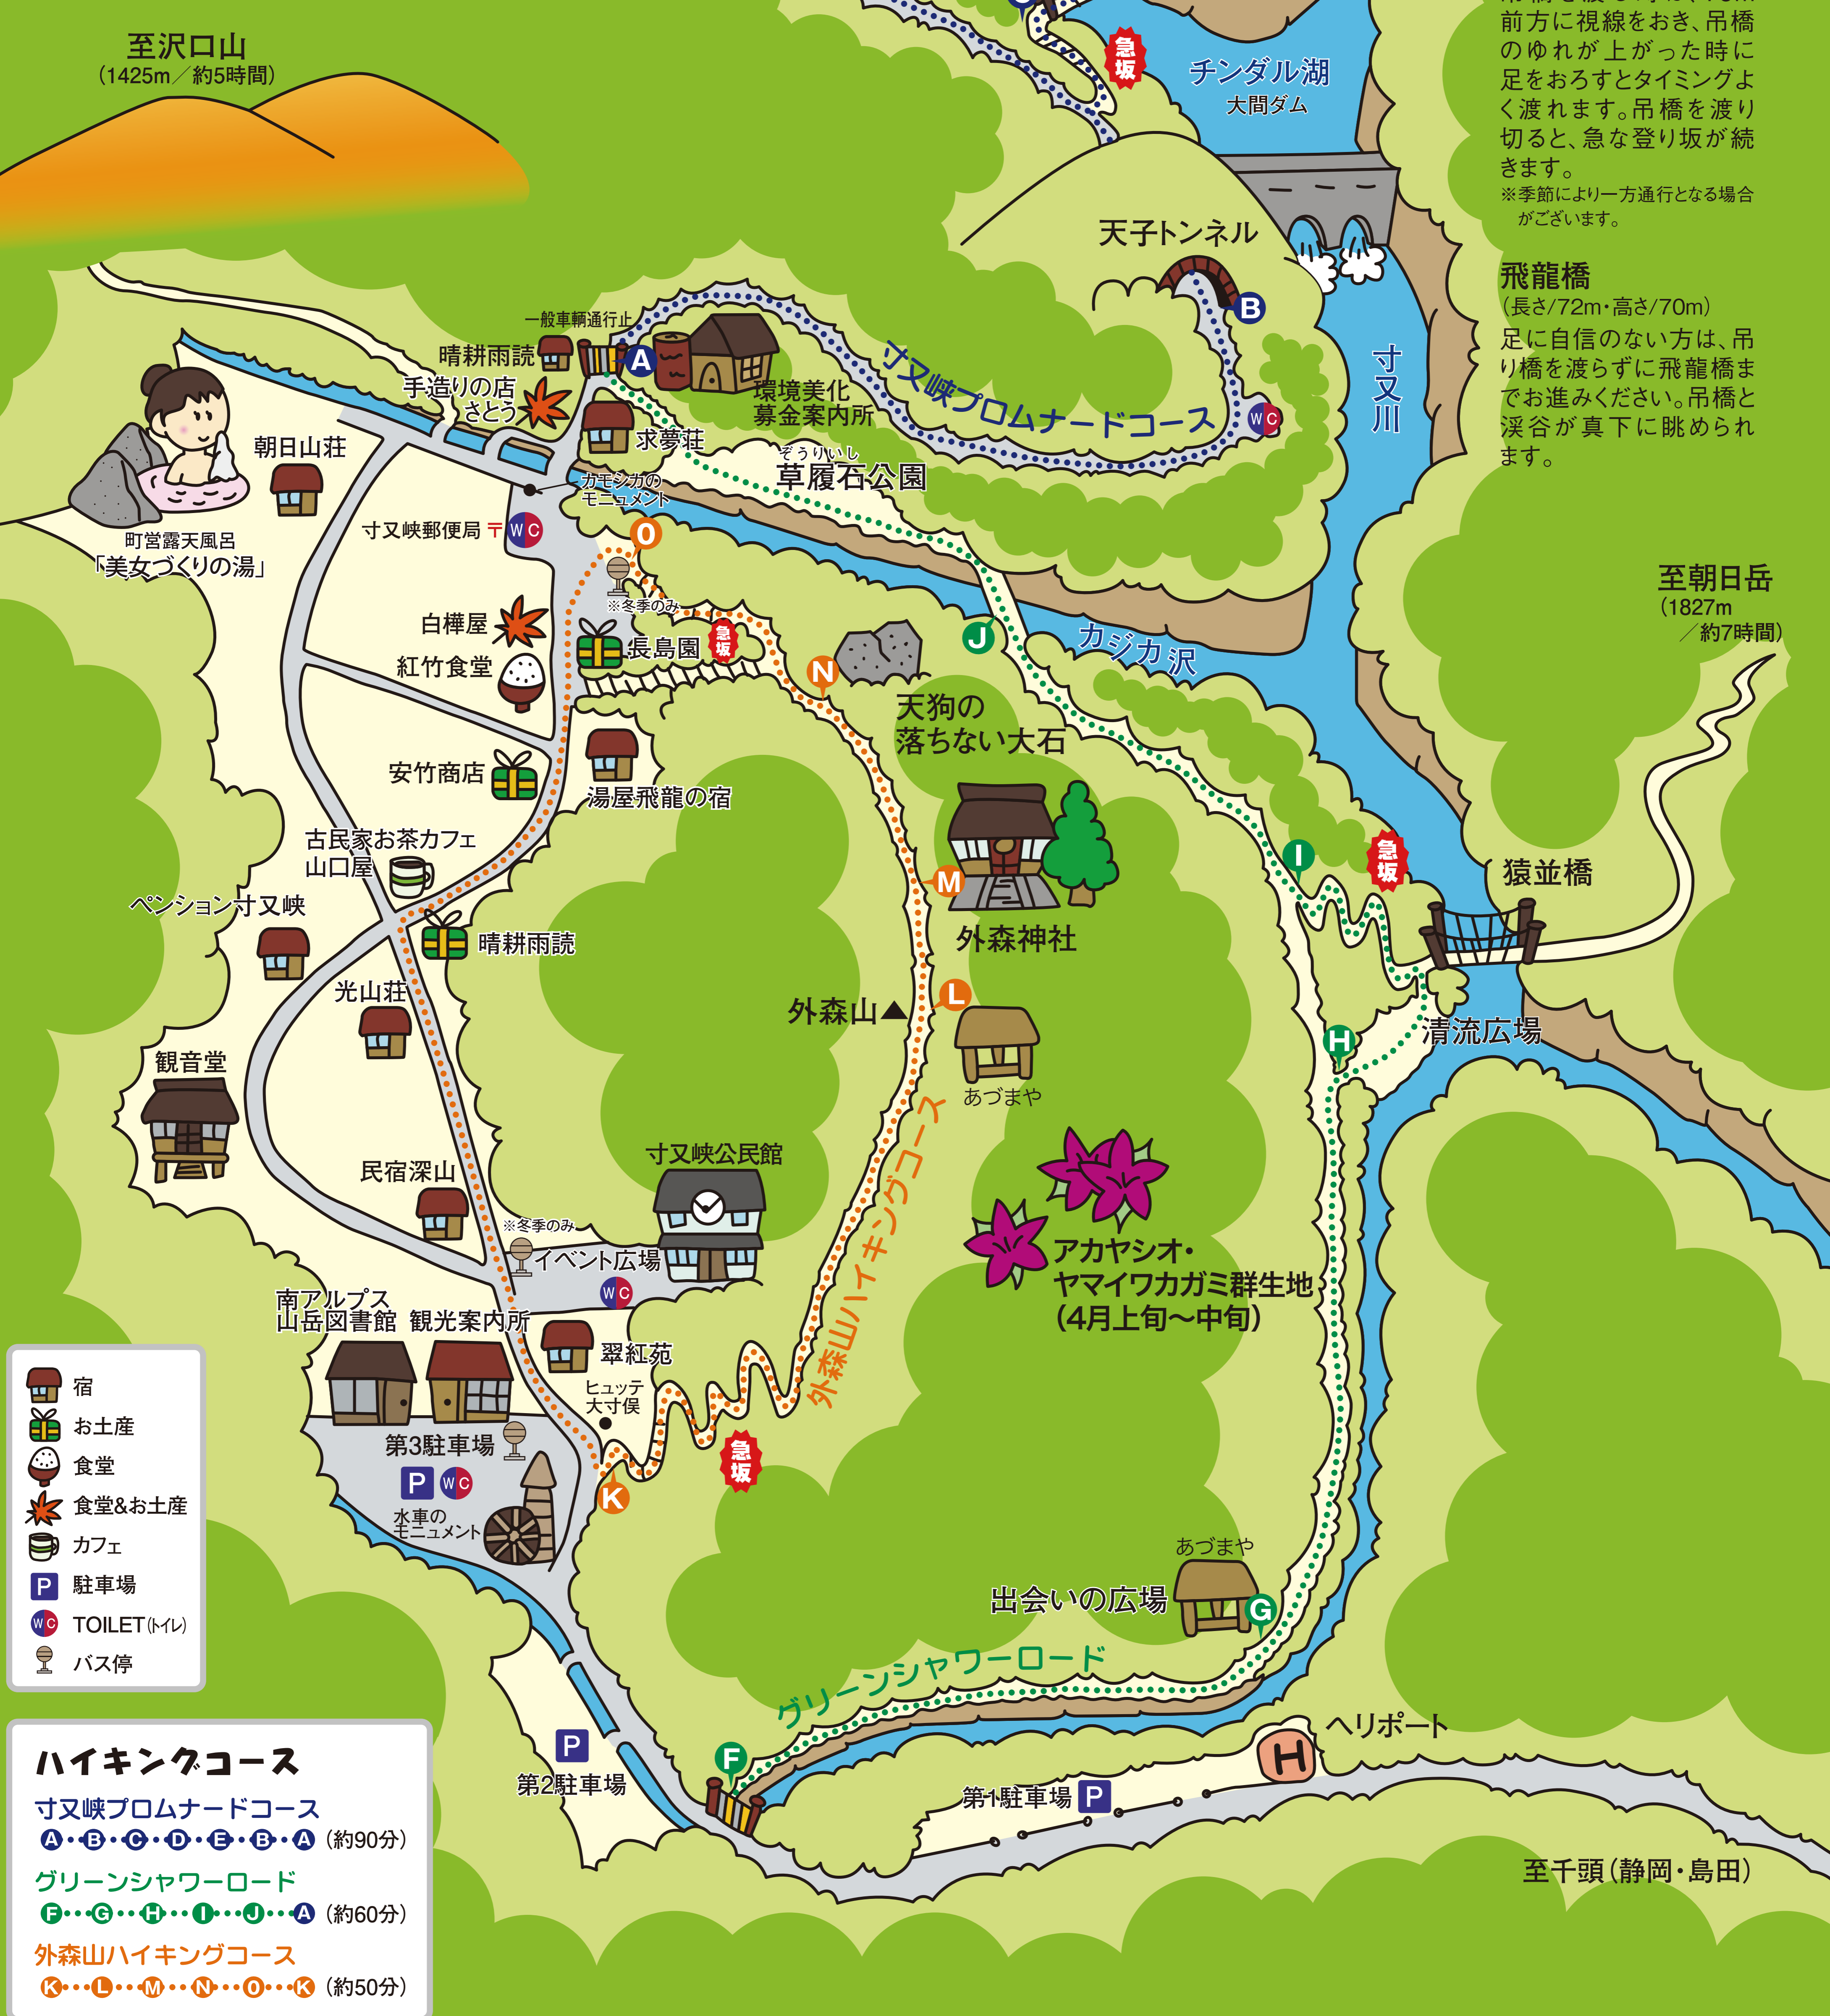 前方に視線をおき、吊橋
のゆれが上がった時に
足をおろすとタイミングよ
く渡れます。吊橋を渡り
切ると、急な登り坂が続
きます。
※季節により一方通行となる場合
がございます。
飛龍橋
（長さ/72m・高さ/70m）
足に自信のない方は、吊
り橋を渡らずに飛龍橋ま
でお進みください。吊橋と
渓谷が真下に眺められ
ます。
至沢口山
（1425m／約5時間）
急坂
チンダル湖
大間ダム
天子トンネル
B
寸又川
一般車輌通行止
晴耕雨読
A
手造りの店
さとう
環境美化
募金案内所
寸又峡プロムナードコース
WC
求夢荘
ぞうりいし
草履石公園
朝日山荘
カモシカの
モニュメント
町営露天風呂
「美女づくりの湯」
寸又峡郵便局 〒 WC
O
※冬季のみ
至朝日岳
（1827m
／約7時間）
白樺屋
長島園
急坂
紅竹食堂
N
J
カジカ沢
天狗の
落ちない大石
安竹商店
湯屋飛龍の宿
古民家お茶カフェ
山口屋
I
急坂
猿並橋
M
外森神社
ペンション寸又峡
晴耕雨読
光山荘
外森山▲
L
あづまや
H
清流広場
観音堂
外森山ハイキングコース
寸又峡公民館
民宿深山
※冬季のみ
イベント広場
WC
アカヤシオ・
ヤマイワカガミ群生地
（4月上旬〜中旬）
南アルプス
山岳図書館
観光案内所
翠紅苑
ヒュッテ
大寸俣
第3駐車場
P WC
水車の
モニュメント
K
急坂
あづまや
出会いの広場
G
グリーンシャワーロード
F
P
第2駐車場
第1駐車場 P
H
ヘリポート
至千頭（静岡・島田）
宿
お土産
食堂
食堂&お土産
カフェ
P 駐車場
WC TOILET（トイレ）
バス停
ハイキングコース
寸又峡プロムナードコース
A B C D E B A （約90分）
グリーンシャワーロード
F G H I J A （約60分）
外森山ハイキングコース
K L M N O K （約50分）